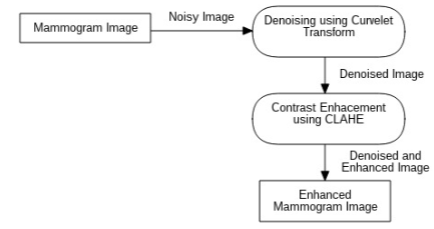 Mammogram Image
Noisy Image
Denoising using Curvelet
Transform
Denoised Image
Contrast Enhacement
using CLAHE
Denoised and
Enhanced Image
Enhanced
Mammogram Image